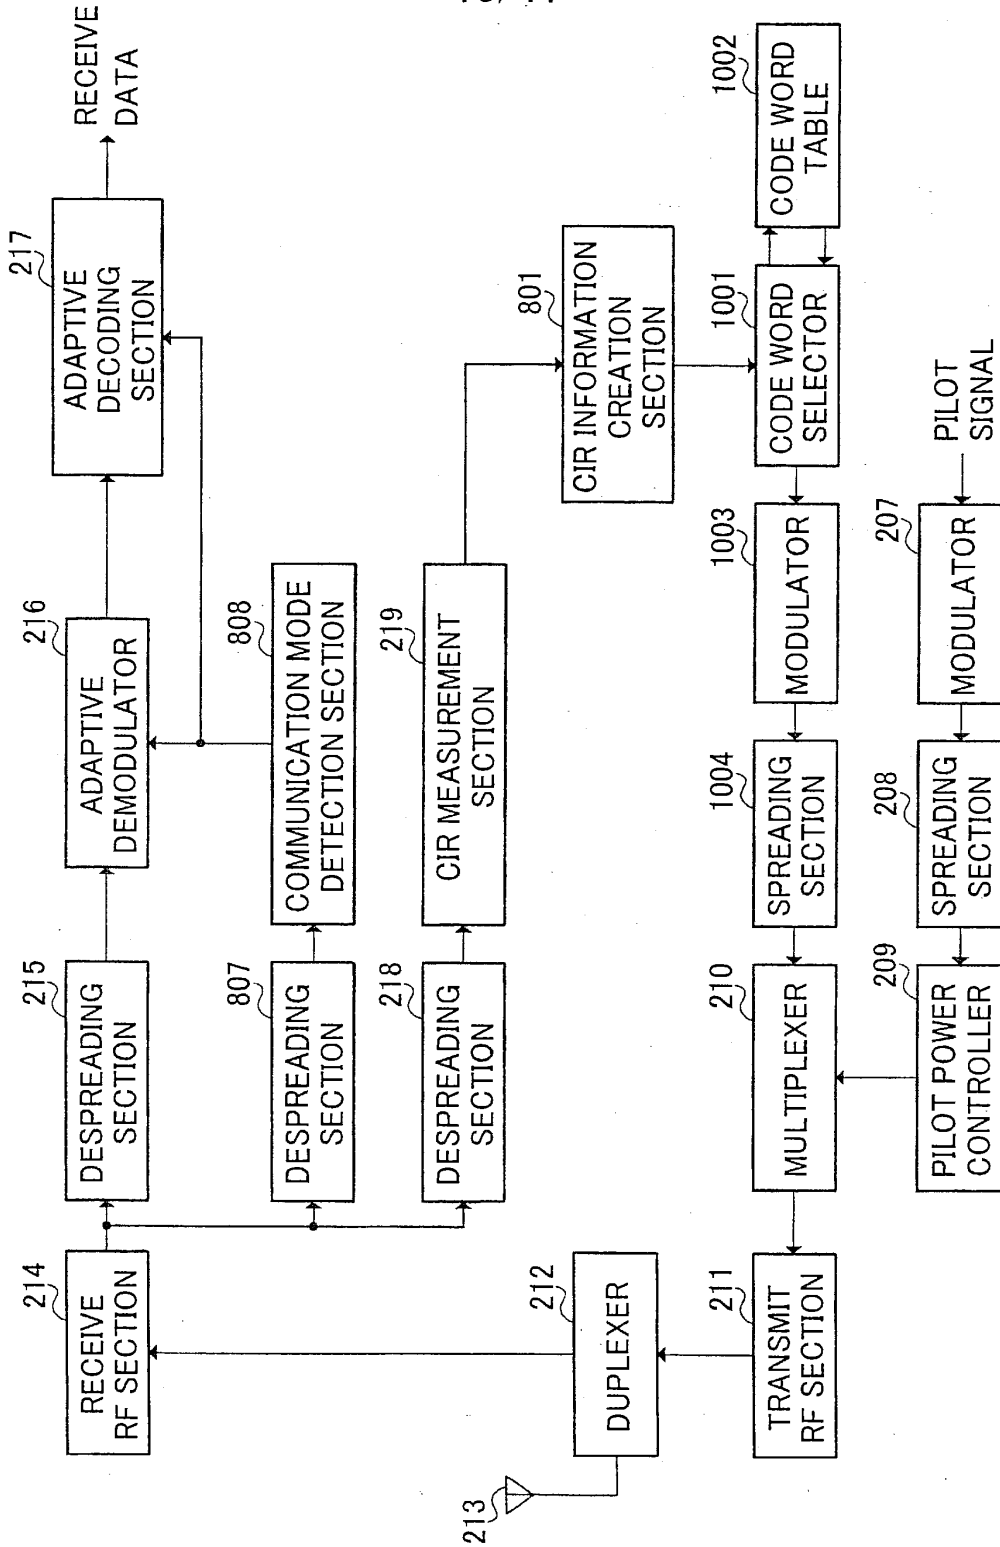 214
RECEIVE
RF SECTION
215
DESPREADING
SECTION
216
ADAPTIVE
DEMODULATOR
217
ADAPTIVE
DECODING
SECTION
RECEIVE
DATA
807
DESPREADING
SECTION
808
COMMUNICATION MODE
DETECTION SECTION
218
DESPREADING
SECTION
219
CIR MEASUREMENT
SECTION
213
212
DUPLEXER
801
CIR INFORMATION
CREATION
SECTION
211
TRANSMIT
RF SECTION
210
MULTIPLEXER
1004
SPREADING
SECTION
1003
MODULATOR
1001
CODE WORD
SELECTOR
1002
CODE WORD
TABLE
209
PILOT POWER
CONTROLLER
208
SPREADING
SECTION
207
MODULATOR
PILOT
SIGNAL